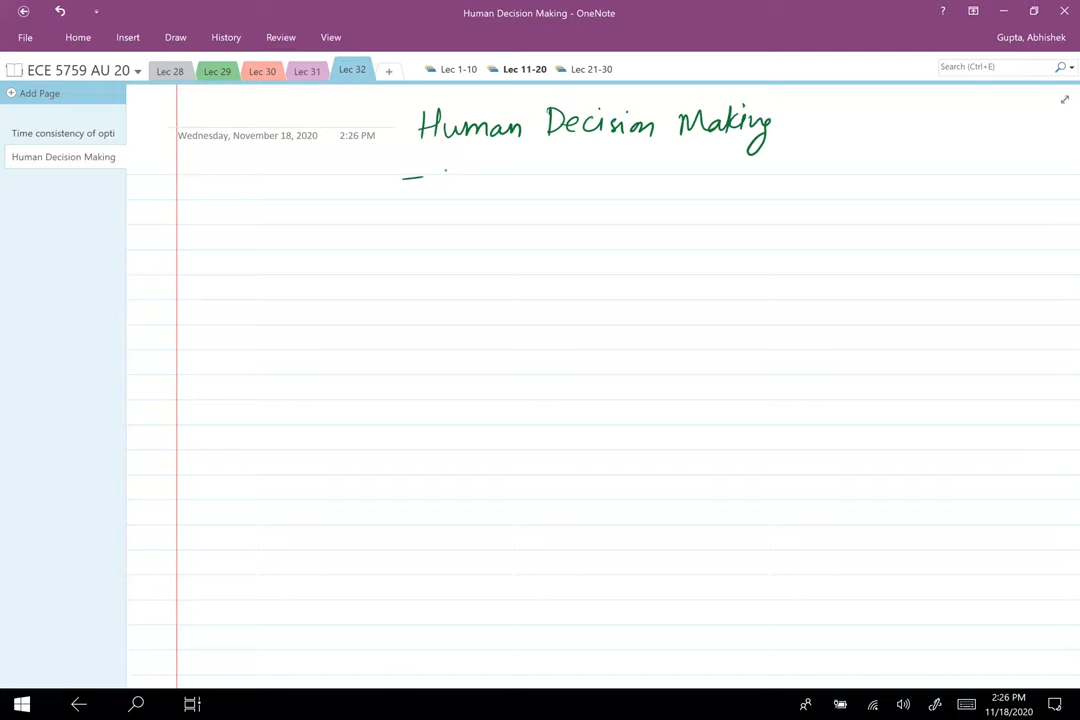 Human Decision Making - OneNote
?
File Home Insert Draw History Review View Gupta, Abhishek
ECE 5759 AU 20 Lec 28 Lec 29 Lec 30 Lec 31 Lec 32 + Lec 1-10 Lec 11-20 Lec 21-30 Search (Ctrl+E)
Add Page
Human Decision Making
Time consistency of opti
Wednesday, November 18, 2020 2:26 PM
Human Decision Making
2:26 PM
11/18/2020